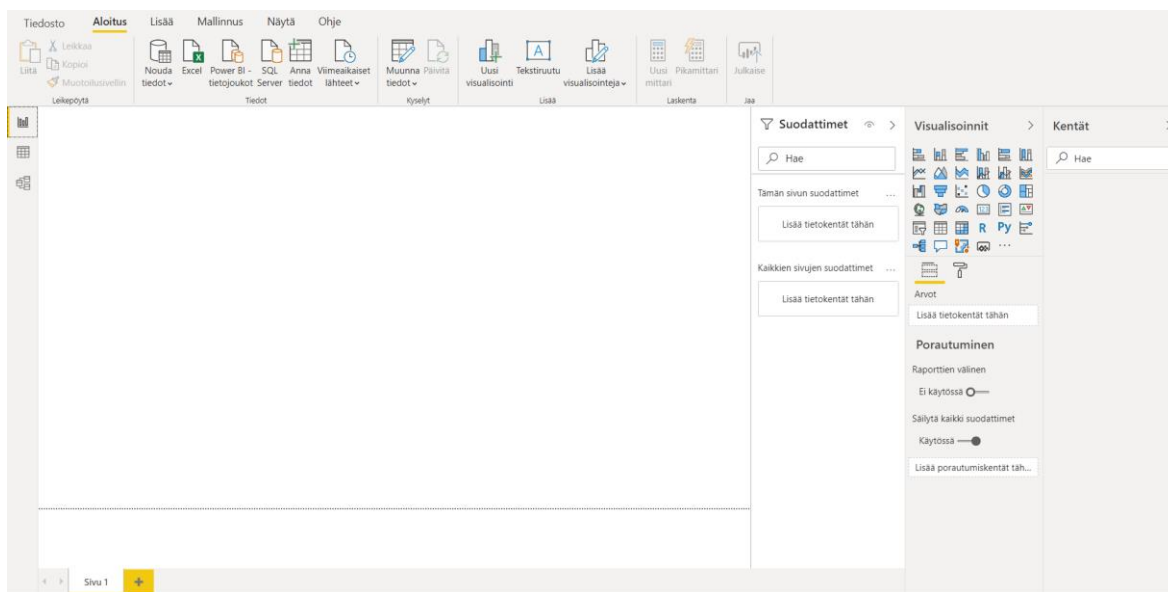 Tiedosto Aloitus Lisää Mallinnus Näytä Ohje
Liitä
Leikkaa
Kopioi
Muotoilusivellin
Leikepöytä
Nouda tiedot
Excel
Power BI - tietojoukot
SQL Server
Anna tiedot
Viimeaikaiset lähteet
Tiedot
Muunna tiedot
Päivitä
Kyselyt
Uusi visualisointi
Tekstiruutu
Lisää visualisointeja
Lisää
Uusi mittari
Pikamittari
Laskenta
Julkaise
Jaa
Suodattimet
Hae
Tämän sivun suodattimet ...
Lisää tietokentät tähän
Kaikkien sivujen suodattimet ...
Lisää tietokentät tähän
Visualisoinnit
123
R Py
...
Arvot
Lisää tietokentät tähän
Porautuminen
Raporttien välinen
Ei käytössä
Säilytä kaikki suodattimet
Käytössä
Lisää porautumiskentät täh...
Kentät
Hae
Sivu 1
+